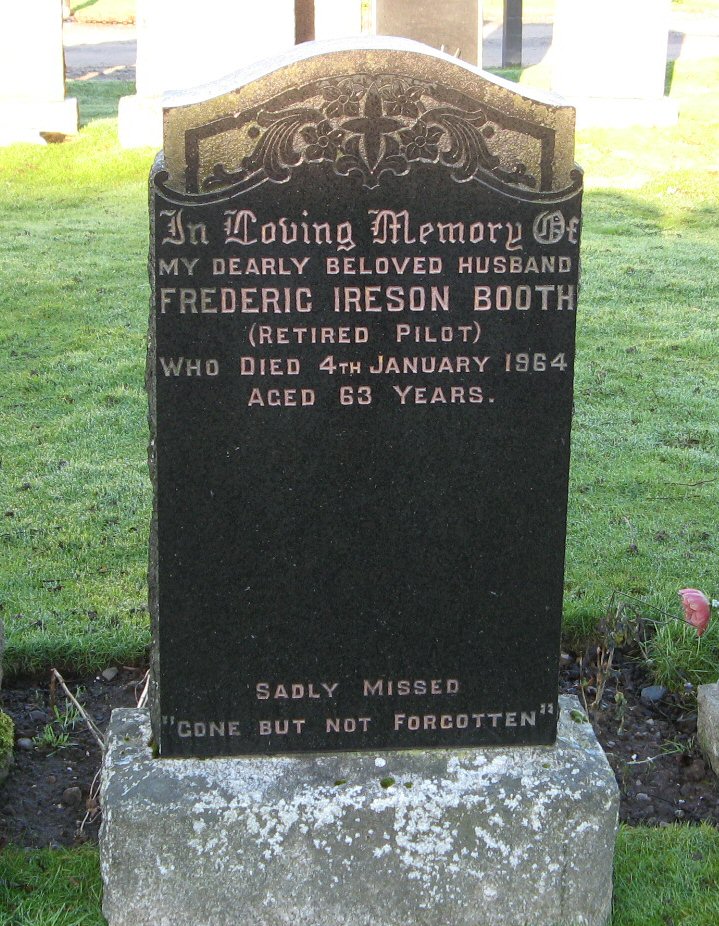 In Loving Memory Of
MY DEARLY BELOVED HUSBAND
FREDERIC IRESON BOOTH
(RETIRED PILOT)
WHO DIED 4TH JANUARY 1964
AGED 63 YEARS.
SADLY MISSED
"GONE BUT NOT FORGOTTEN"